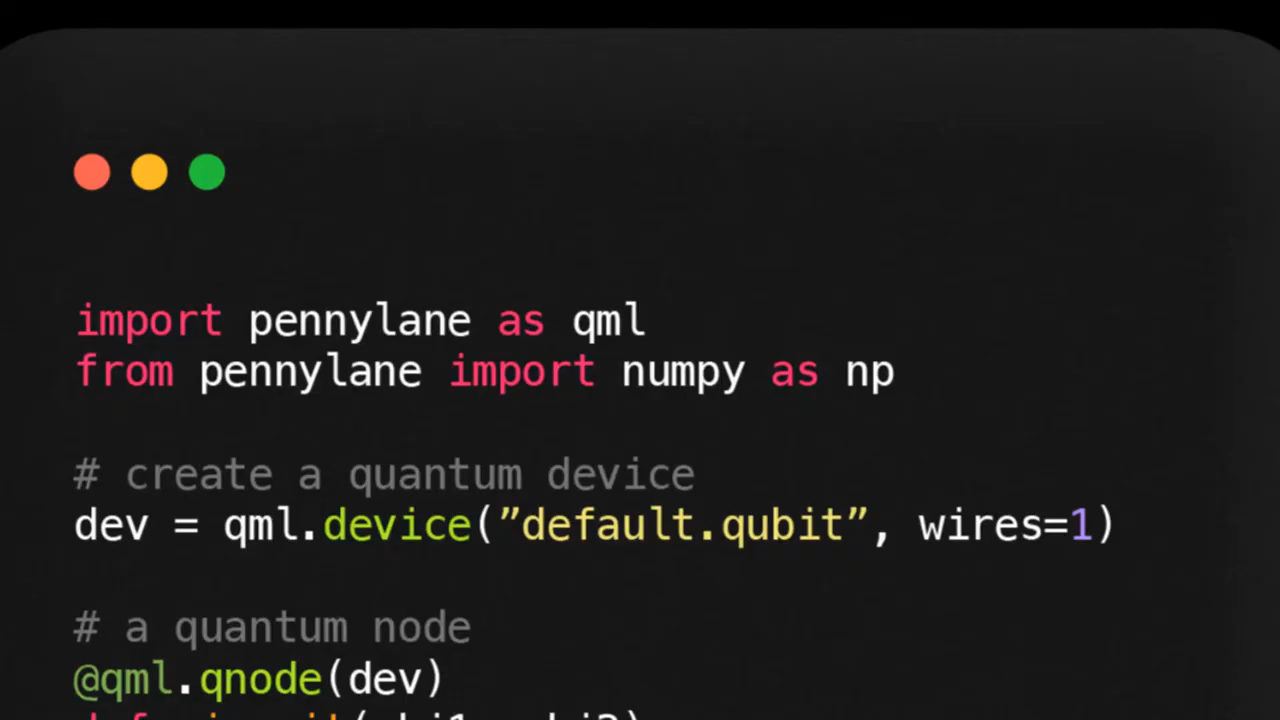 import pennylane as qml
from pennylane import numpy as np
# create a quantum device
dev = qml.device(”default.qubit”, wires=1)
# a quantum node
@qml.qnode(dev)